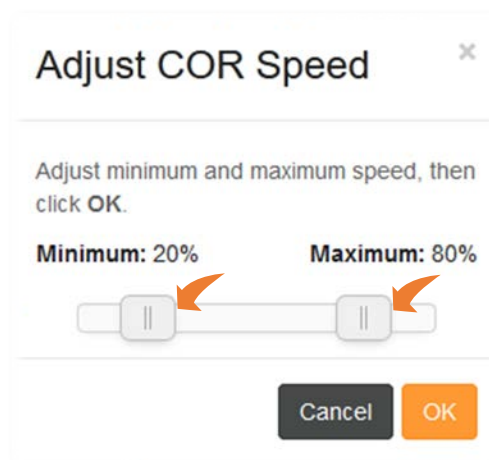 Adjust COR Speed ×
Adjust minimum and maximum speed, then
click OK.
Minimum: 20% Maximum: 80%
Cancel OK